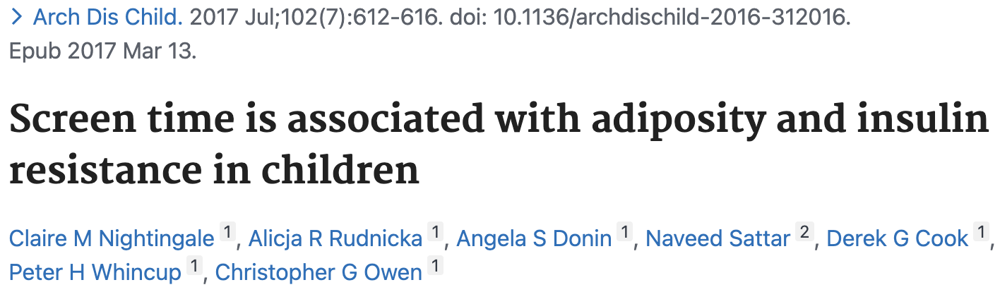 > Arch Dis Child. 2017 Jul;102(7):612-616. doi: 10.1136/archdischild-2016-312016.
Epub 2017 Mar 13.
Screen time is associated with adiposity and insulin
resistance in children
Claire M Nightingale 1, Alicja R Rudnicka 1, Angela S Donin 1, Naveed Sattar 2, Derek G Cook 1,
Peter H Whincup 1, Christopher G Owen 1